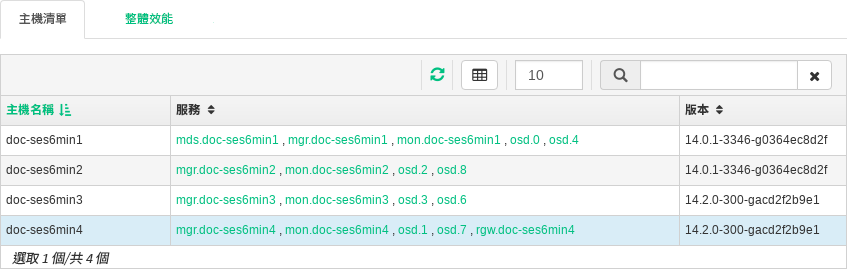 主機清單 整體效能
10
主機名稱 服務 版本
doc-ses6min1 mds.doc-ses6min1 , mgr.doc-ses6min1 , mon.doc-ses6min1 , osd.0 , osd.4 14.0.1-3346-g0364ec8d2f
doc-ses6min2 mgr.doc-ses6min2 , mon.doc-ses6min2 , osd.2 , osd.8 14.0.1-3346-g0364ec8d2f
doc-ses6min3 mgr.doc-ses6min3 , mon.doc-ses6min3 , osd.3 , osd.6 14.2.0-300-gacd2f2b9e1
doc-ses6min4 mgr.doc-ses6min4 , mon.doc-ses6min4 , osd.1 , osd.7 , rgw.doc-ses6min4 14.2.0-300-gacd2f2b9e1
選取 1 個/共 4 個